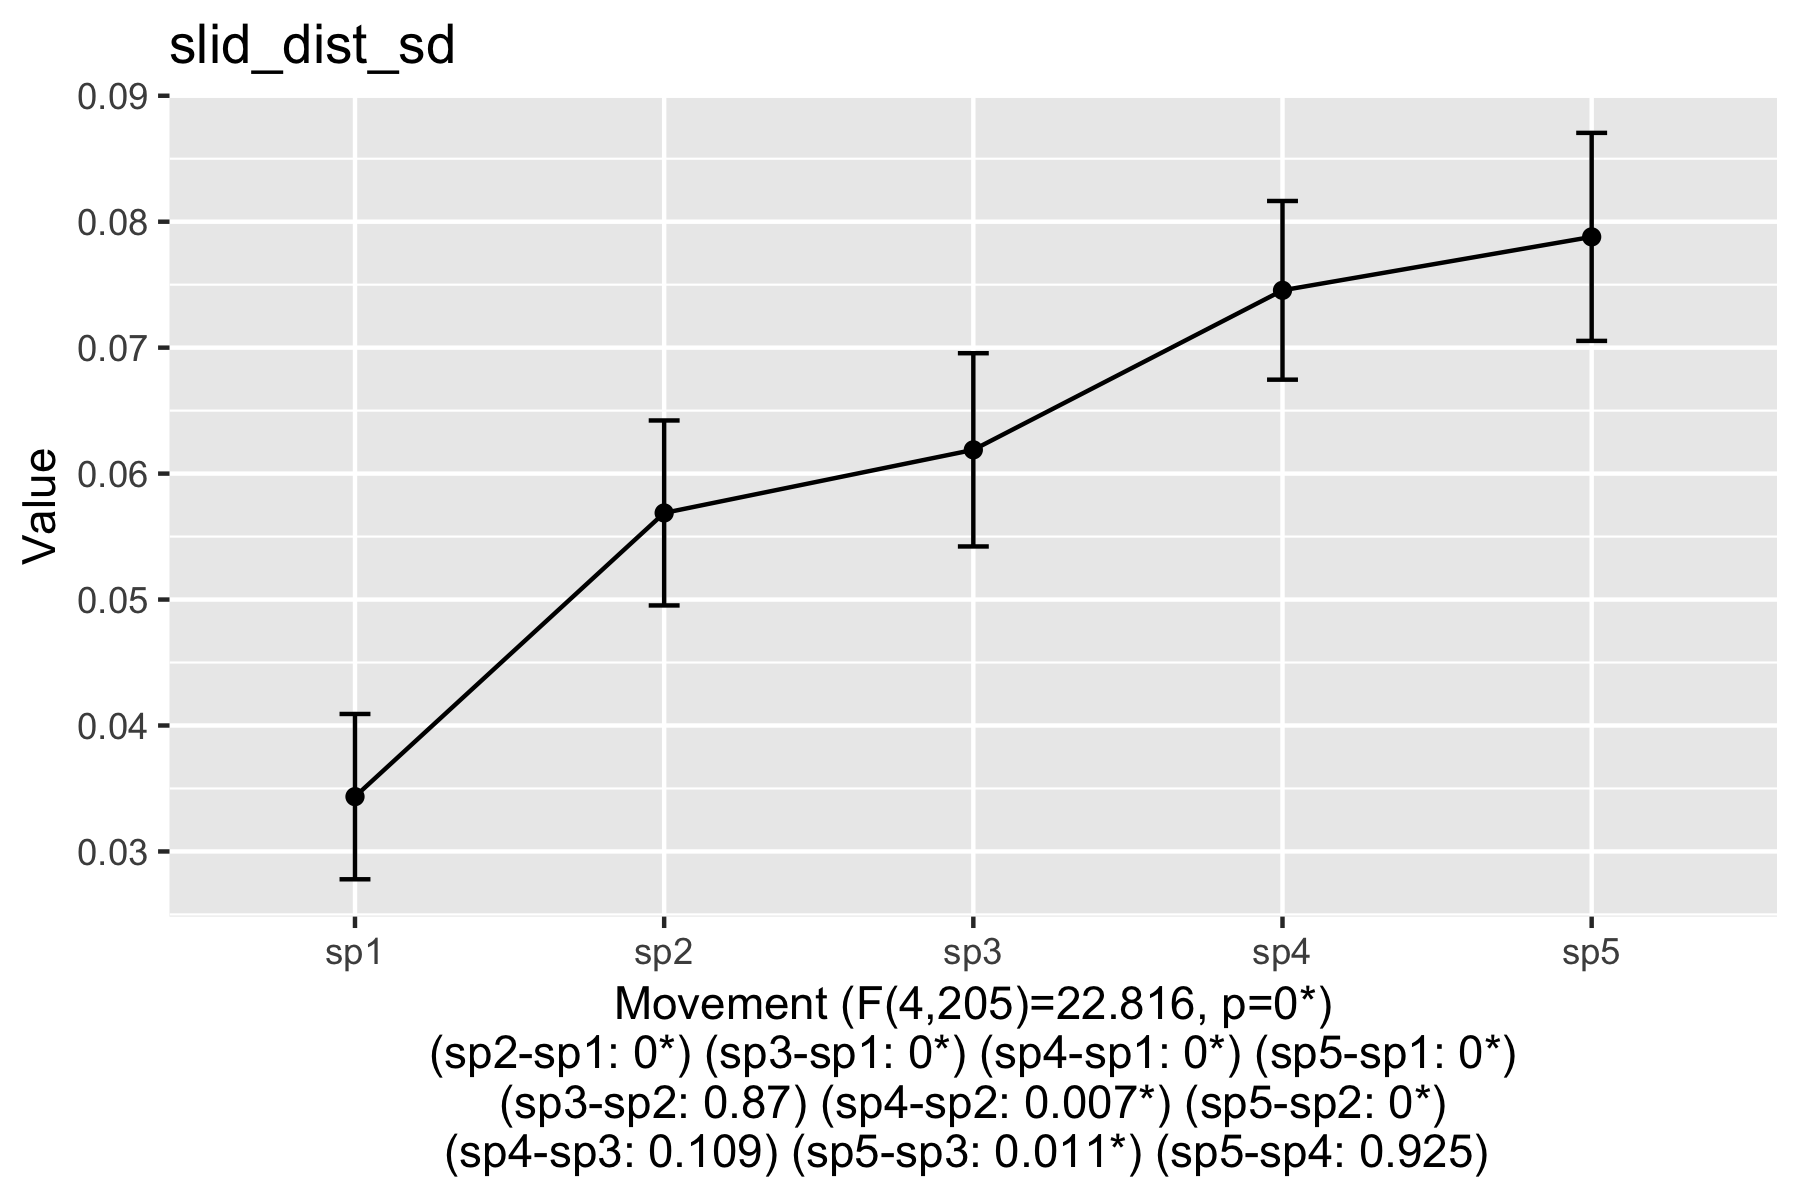 slid_dist_sd
0.09
0.08
0.07
0.06
0.05
0.04
0.03
Value
sp1 sp2 sp3 sp4 sp5
Movement (F(4,205)=22.816, p=0*)
(sp2-sp1: 0*) (sp3-sp1: 0*) (sp4-sp1: 0*) (sp5-sp1: 0*)
(sp3-sp2: 0.87) (sp4-sp2: 0.007*) (sp5-sp2: 0*)
(sp4-sp3: 0.109) (sp5-sp3: 0.011*) (sp5-sp4: 0.925)